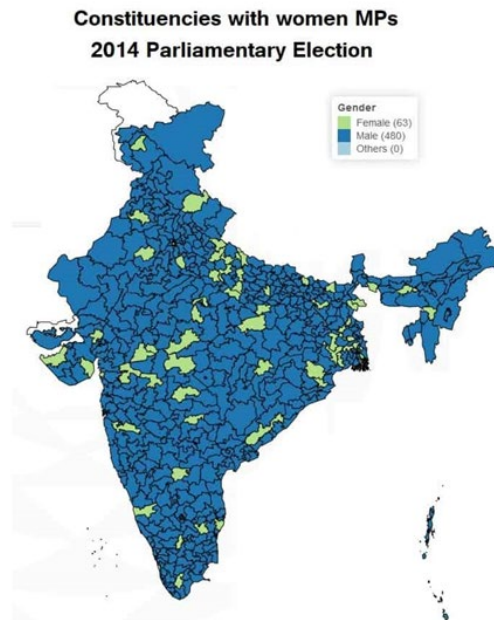 Constituencies with women MPs
2014 Parliamentary Election
Gender
Female (63)
Male (480)
Others (0)